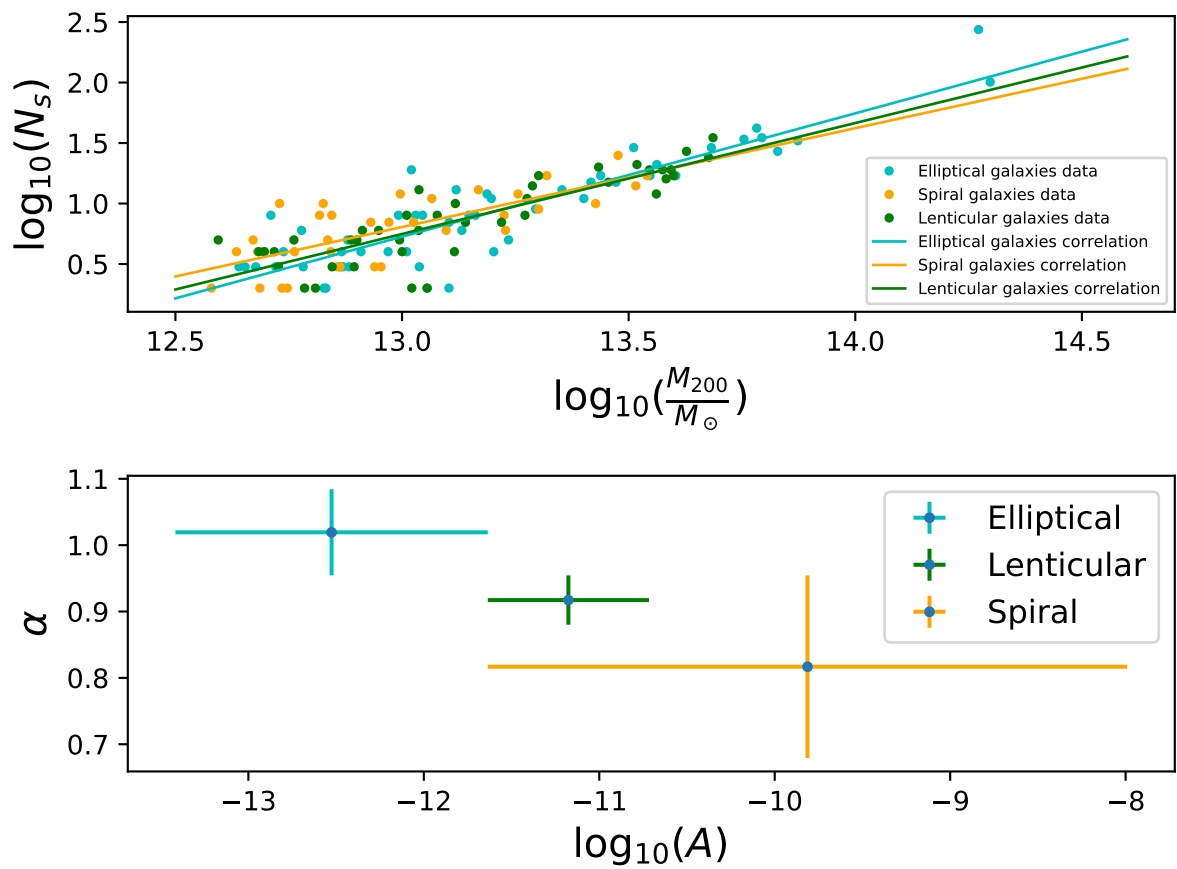 2.5
2.0
1.5
1.0
0.5
log₁₀(Nₛ)
Elliptical galaxies data
Spiral galaxies data
Lenticular galaxies data
Elliptical galaxies correlation
Spiral galaxies correlation
Lenticular galaxies correlation
12.5 13.0 13.5 14.0 14.5
log₁₀(M₂₀₀/M⊙)
1.1
1.0
0.9
0.8
0.7
α
Elliptical
Lenticular
Spiral
−13 −12 −11 −10 −9 −8
log₁₀(A)